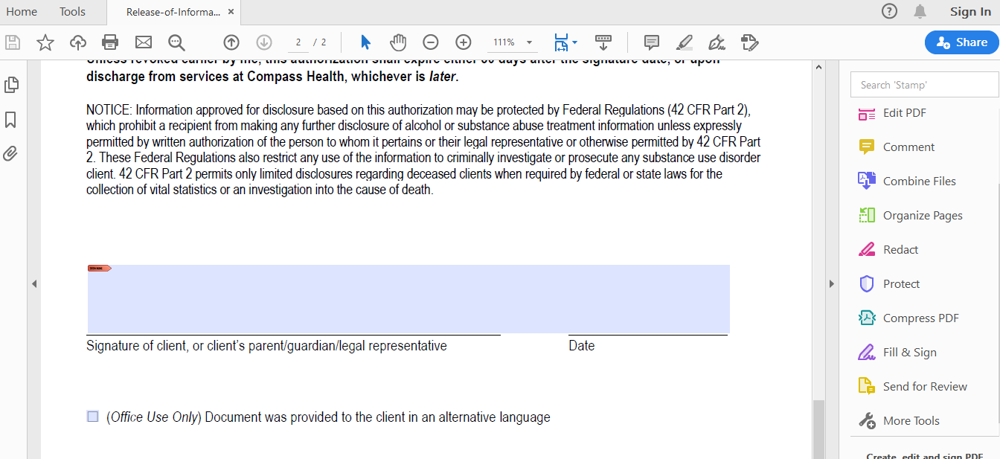 Home Tools Release-of-Informa... × Sign In
2 / 2 111% Share
Unless revoked earlier by me, this authorization shall expire either 60 days after the signature date, or upon
discharge from services at Compass Health, whichever is later.
NOTICE: Information approved for disclosure based on this authorization may be protected by Federal Regulations (42 CFR Part 2),
which prohibit a recipient from making any further disclosure of alcohol or substance abuse treatment information unless expressly
permitted by written authorization of the person to whom it pertains or their legal representative or otherwise permitted by 42 CFR Part
2. These Federal Regulations also restrict any use of the information to criminally investigate or prosecute any substance use disorder
client. 42 CFR Part 2 permits only limited disclosures regarding deceased clients when required by federal or state laws for the
collection of vital statistics or an investigation into the cause of death.
Signature of client, or client's parent/guardian/legal representative
Date
(Office Use Only) Document was provided to the client in an alternative language
Search 'Stamp'
Edit PDF
Comment
Combine Files
Organize Pages
Redact
Protect
Compress PDF
Fill & Sign
Send for Review
More Tools
Create, edit and sign PDF